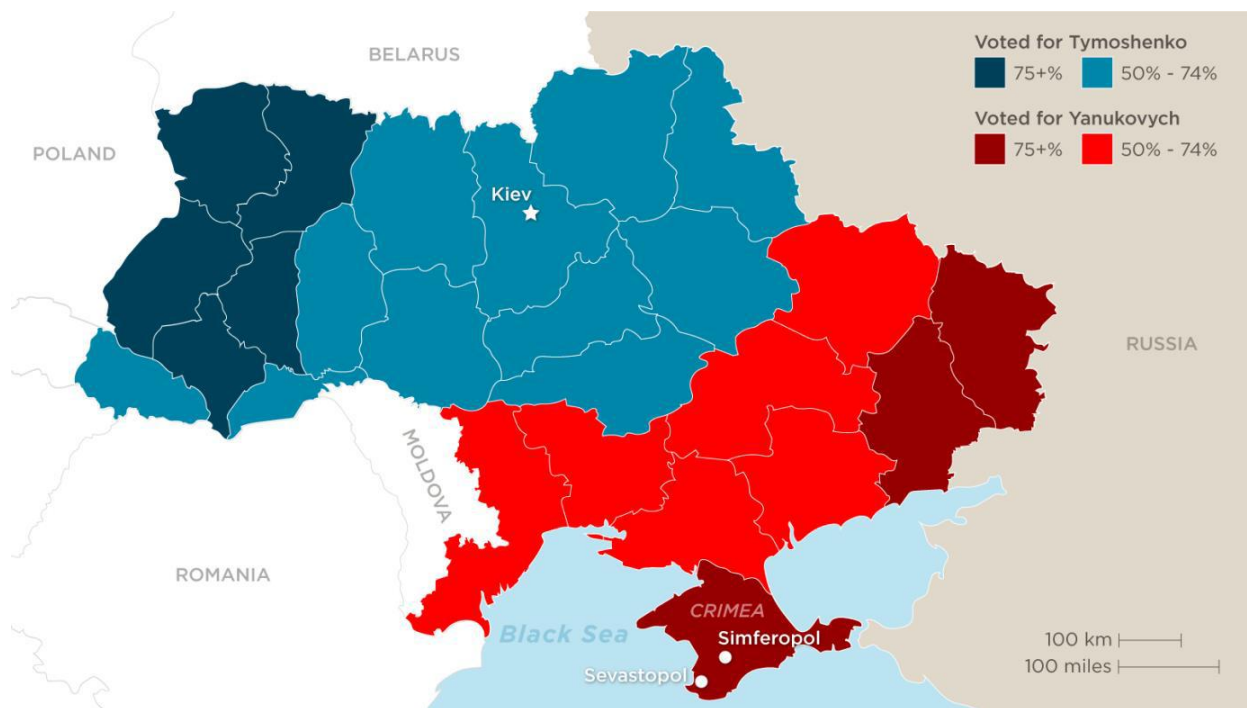 Voted for Tymoshenko
75+% 50% - 74%
Voted for Yanukovych
75+% 50% - 74%
BELARUS
POLAND
Kiev
RUSSIA
MOLDOVA
ROMANIA
CRIMEA
Black Sea
Simferopol
Sevastopol
100 km
100 miles